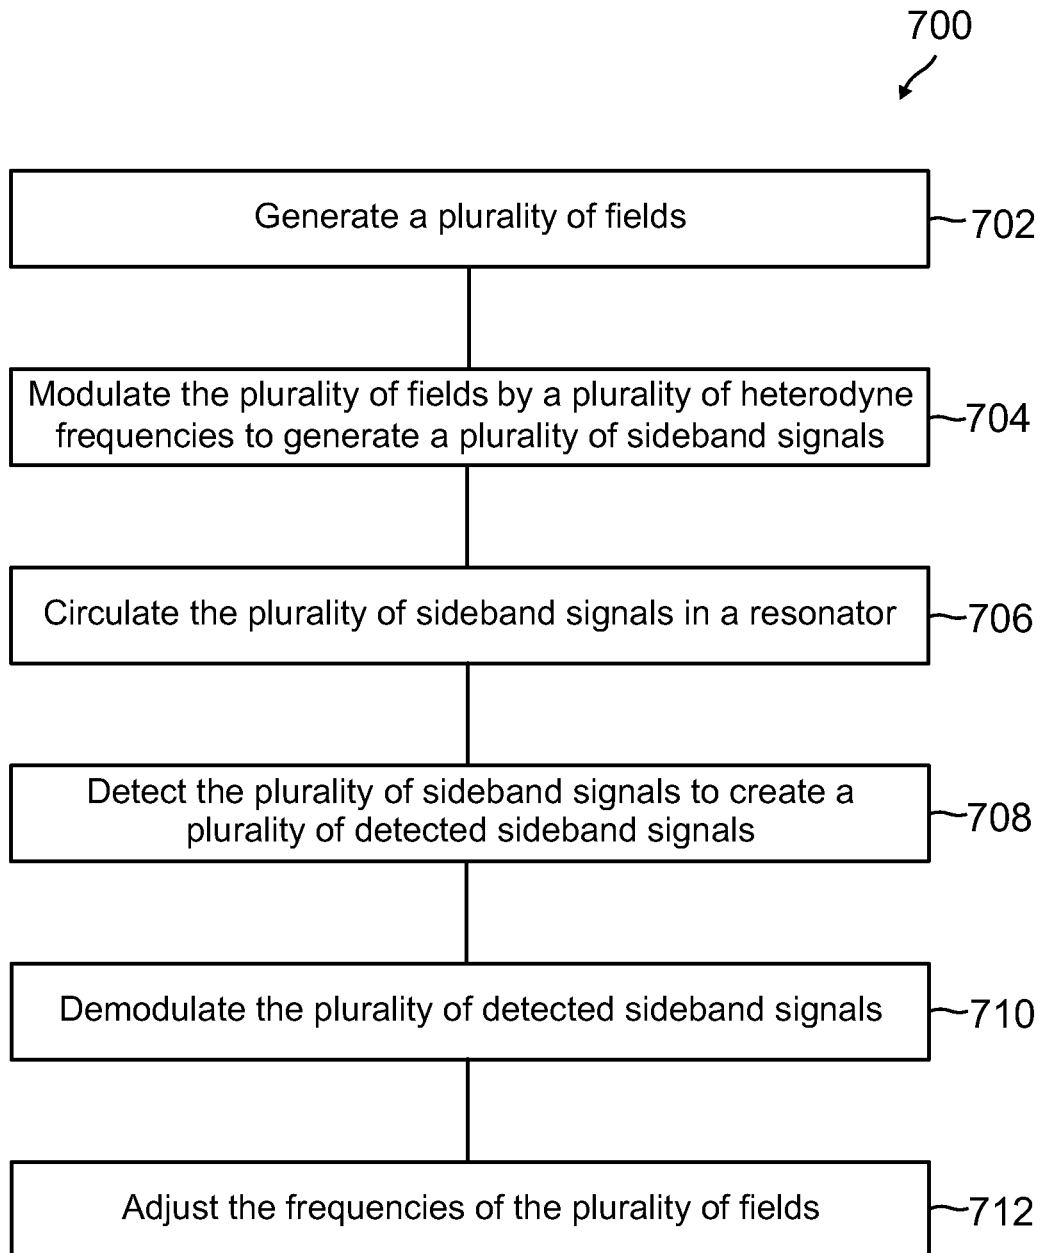 700
Generate a plurality of fields
702
Modulate the plurality of fields by a plurality of heterodyne
frequencies to generate a plurality of sideband signals
704
Circulate the plurality of sideband signals in a resonator
706
Detect the plurality of sideband signals to create a
plurality of detected sideband signals
708
Demodulate the plurality of detected sideband signals
710
Adjust the frequencies of the plurality of fields
712